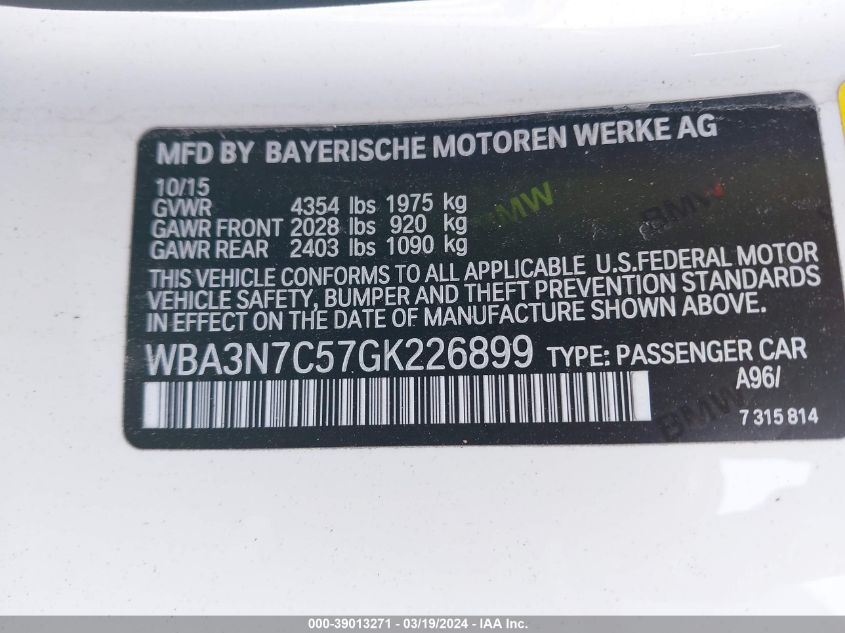 MFD BY BAYERISCHE MOTOREN WERKE AG
10/15
GVWR 4354 lbs 1975 kg
GAWR FRONT 2028 lbs 920 kg
GAWR REAR 2403 lbs 1090 kg
BMW BMW
THIS VEHICLE CONFORMS TO ALL APPLICABLE U.S.FEDERAL MOTOR
VEHICLE SAFETY, BUMPER AND THEFT PREVENTION STANDARDS
IN EFFECT ON THE DATE OF MANUFACTURE SHOWN ABOVE.
WBA3N7C57GK226899 TYPE: PASSENGER CAR
A96/
BMW
7 315 814
000-39013271 - 03/19/2024 - IAA Inc.